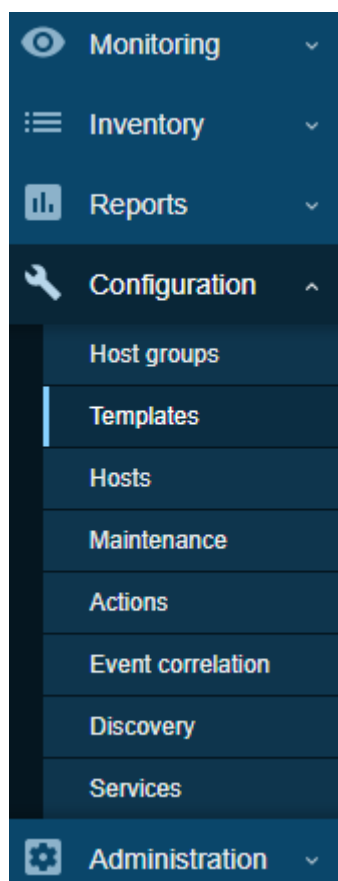 Monitoring
Inventory
Reports
Configuration
Host groups
Templates
Hosts
Maintenance
Actions
Event correlation
Discovery
Services
Administration